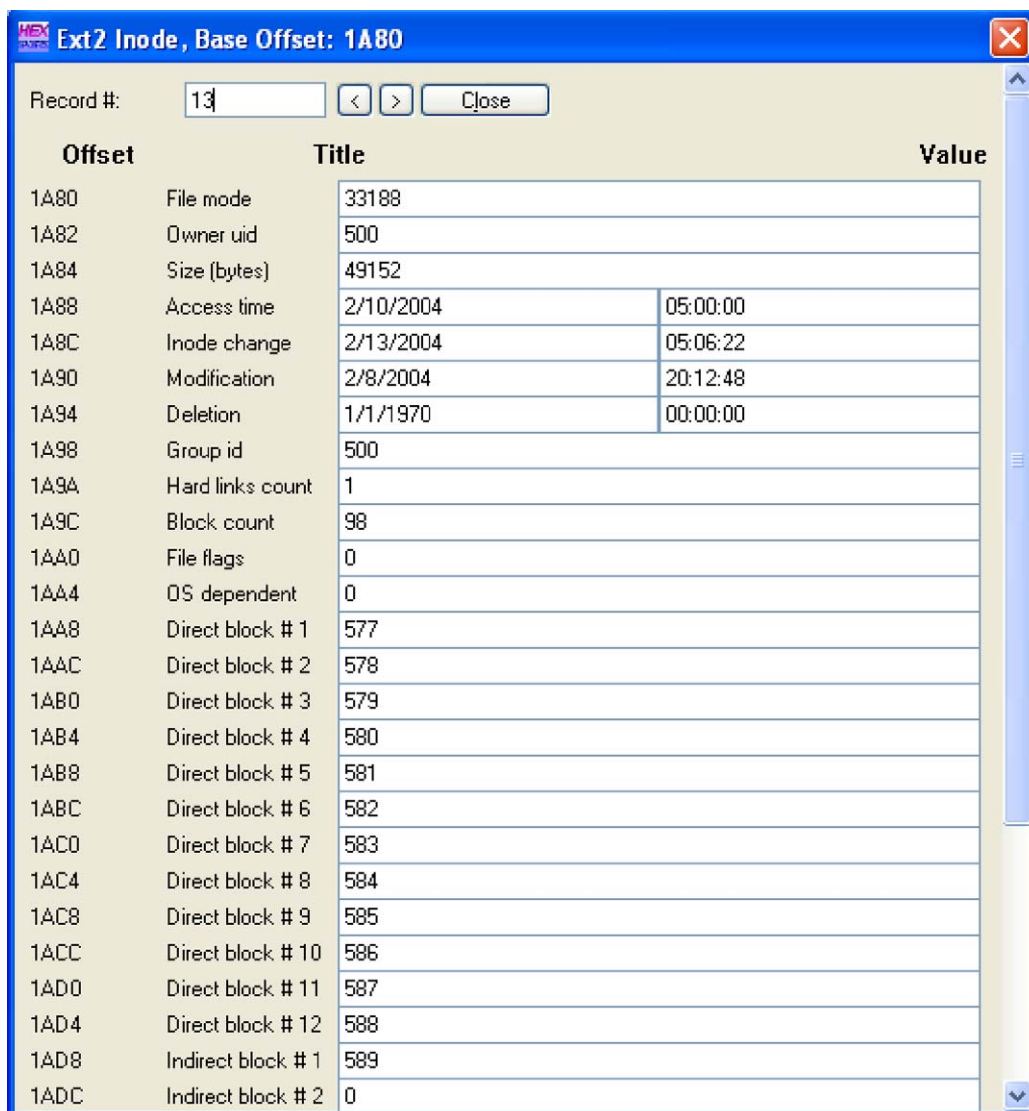 HEX
Ext2 Inode, Base Offset: 1A80
Record #: 13 < > Close
Offset Title Value
1A80 File mode 33188
1A82 Owner uid 500
1A84 Size (bytes) 49152
1A88 Access time 2/10/2004 05:00:00
1A8C Inode change 2/13/2004 05:06:22
1A90 Modification 2/8/2004 20:12:48
1A94 Deletion 1/1/1970 00:00:00
1A98 Group id 500
1A9A Hard links count 1
1A9C Block count 98
1AA0 File flags 0
1AA4 OS dependent 0
1AA8 Direct block # 1 577
1AAC Direct block # 2 578
1AB0 Direct block # 3 579
1AB4 Direct block # 4 580
1AB8 Direct block # 5 581
1ABC Direct block # 6 582
1AC0 Direct block # 7 583
1AC4 Direct block # 8 584
1AC8 Direct block # 9 585
1ACC Direct block # 10 586
1AD0 Direct block # 11 587
1AD4 Direct block # 12 588
1AD8 Indirect block # 1 589
1ADC Indirect block # 2 0